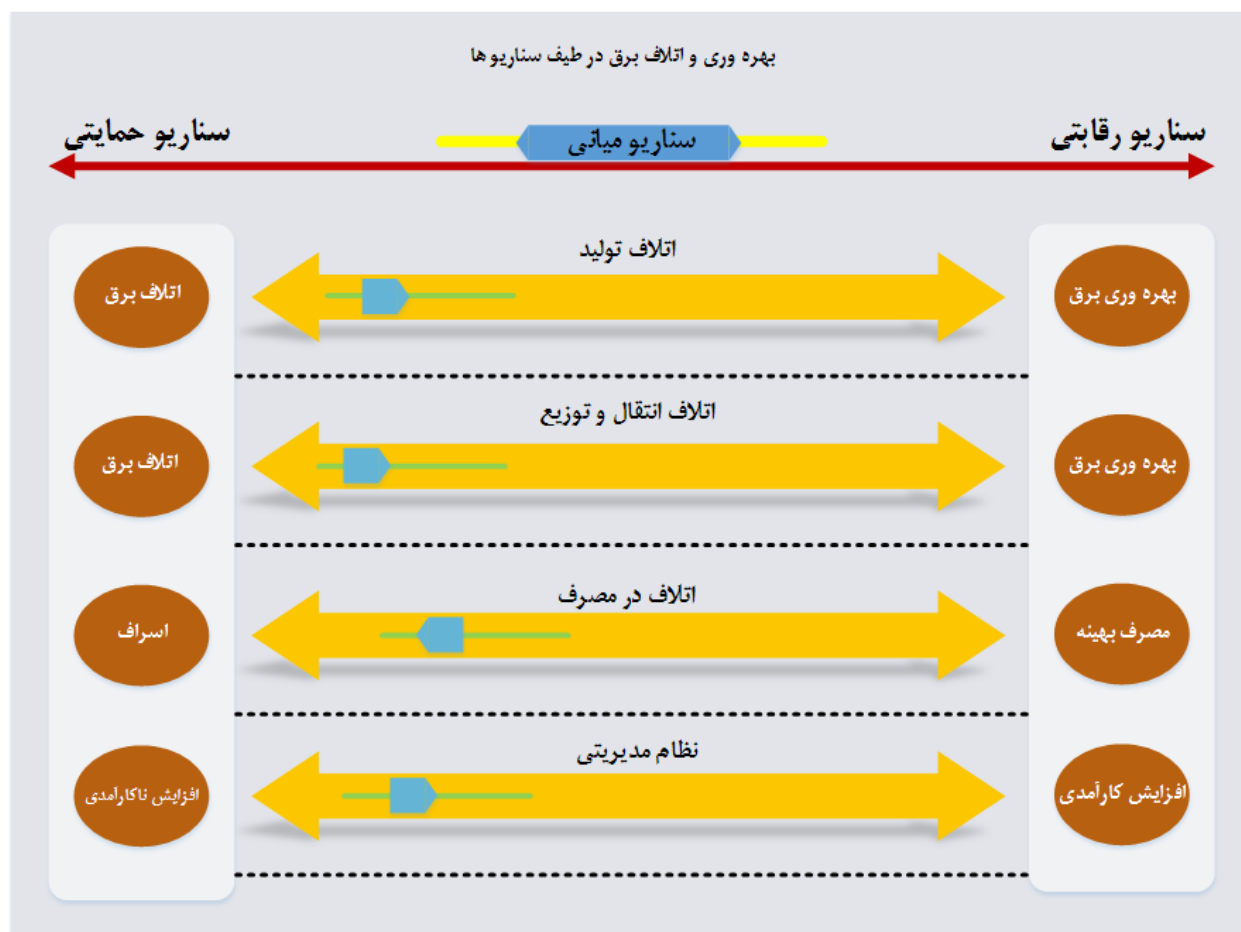 بهره وری و اتلاف برق در طیف سناریو ها
سناریو رقابتی
سناریو میانی
سناریو حمایتی
اتلاف تولید
بهره وری برق
اتلاف برق
اتلاف انتقال و توزیع
بهره وری برق
اتلاف برق
اتلاف در مصرف
مصرف بهینه
اسراف
نظام مدیریتی
افزایش کارآمدی
افزایش ناکارآمدی